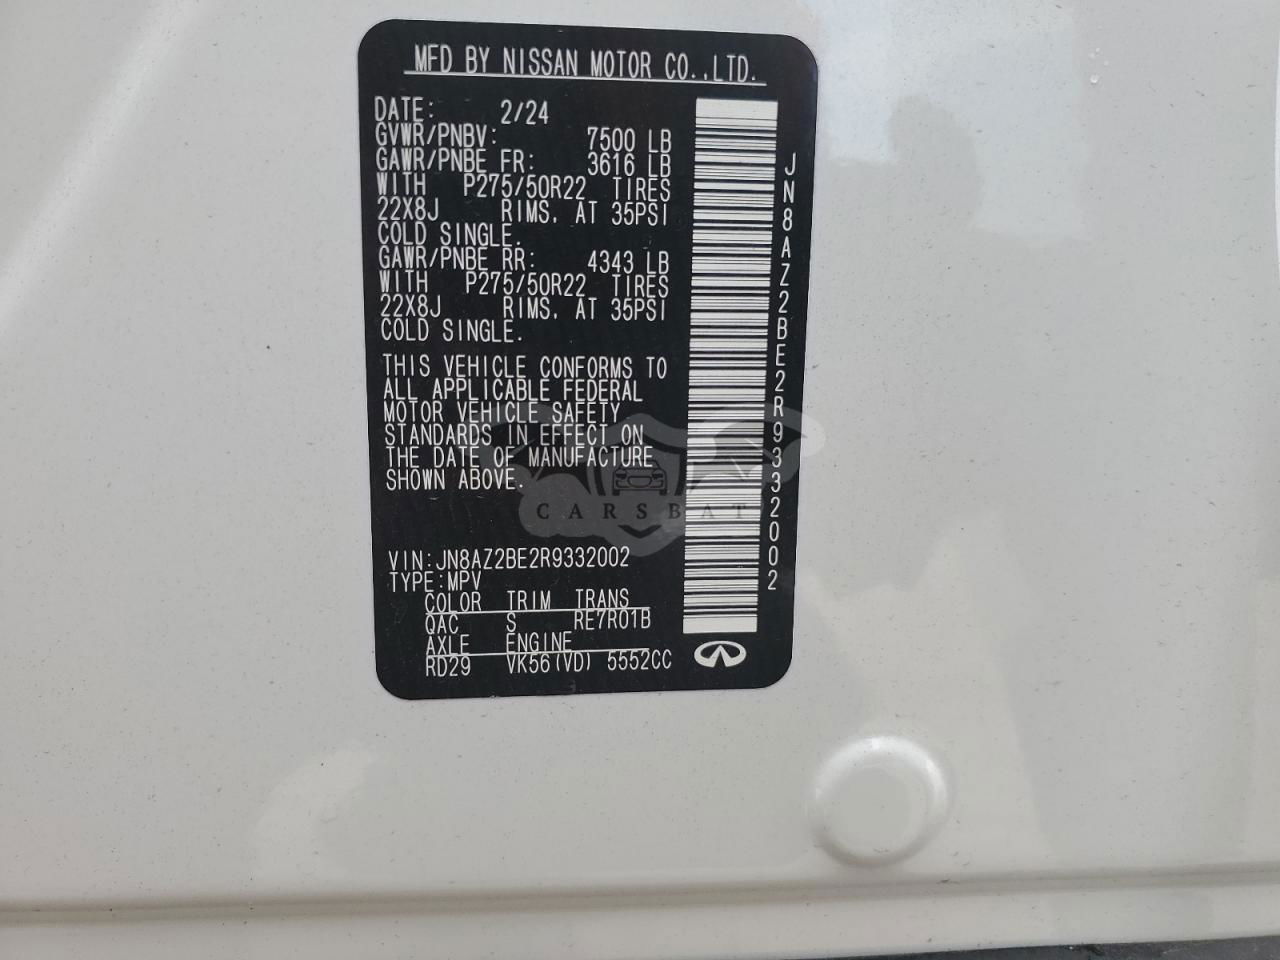 MFD BY NISSAN MOTOR CO.,LTD.
DATE: 2/24
GVWR/PNBV: 7500 LB
GAWR/PNBE FR: 3616 LB
WITH P275/50R22 TIRES
22X8J RIMS. AT 35PSI
COLD SINGLE.
GAWR/PNBE RR: 4343 LB
WITH P275/50R22 TIRES
22X8J RIMS. AT 35PSI
COLD SINGLE.
THIS VEHICLE CONFORMS TO
ALL APPLICABLE FEDERAL
MOTOR VEHICLE SAFETY
STANDARDS IN EFFECT ON
THE DATE OF MANUFACTURE
SHOWN ABOVE.
CARSBAT
VIN:JN8AZ2BE2R9332002
TYPE:MPV
COLOR TRIM TRANS
QAC S RE7R01B
AXLE ENGINE
RD29 VK56(VD) 5552CC
JN8AZ2BE2R9332002